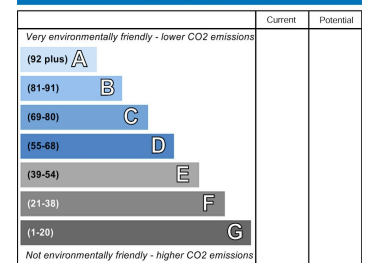 Current Potential
Very environmentally friendly - lower CO2 emissions
(92 plus) A
(81-91) B
(69-80) C
(55-68) D
(39-54) E
(21-38) F
(1-20) G
Not environmentally friendly - higher CO2 emissions